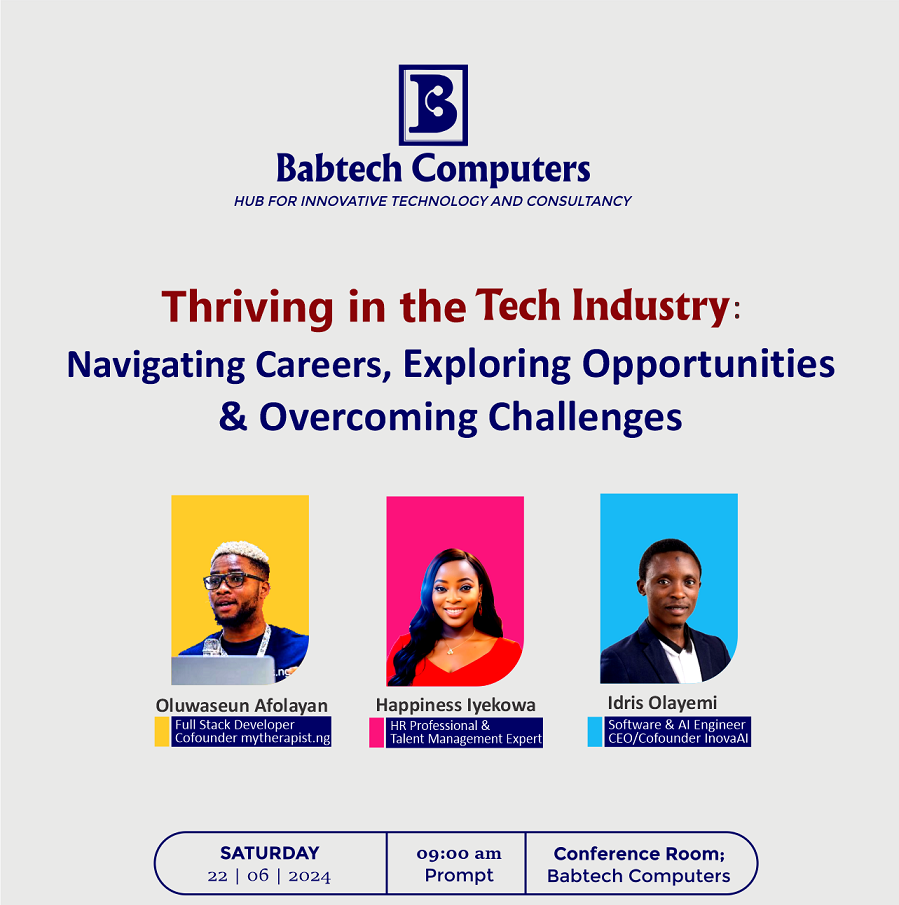 B
Babtech Computers
HUB FOR INNOVATIVE TECHNOLOGY AND CONSULTANCY
Thriving in the Tech Industry:
Navigating Careers, Exploring Opportunities
& Overcoming Challenges
.ng
Oluwaseun Afolayan
Full Stack Developer
Cofounder mytherapist.ng
Happiness Iyekowa
HR Professional &
Talent Management Expert
Idris Olayemi
Software & AI Engineer
CEO/Cofounder InovaAI
SATURDAY
22 | 06 | 2024
09:00 am
Prompt
Conference Room;
Babtech Computers